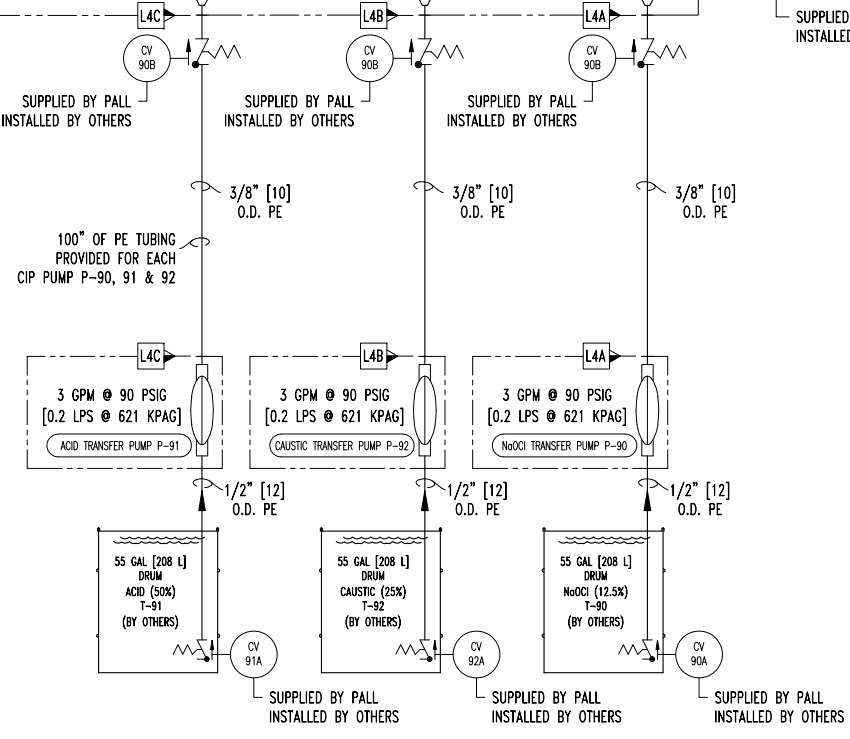 L4C
L4B
L4A
SUPPLIED
INSTALLED
CV
90B
CV
90B
CV
90B
SUPPLIED BY PALL
INSTALLED BY OTHERS
SUPPLIED BY PALL
INSTALLED BY OTHERS
SUPPLIED BY PALL
INSTALLED BY OTHERS
3/8" [10]
O.D. PE
3/8" [10]
O.D. PE
3/8" [10]
O.D. PE
100" OF PE TUBING
PROVIDED FOR EACH
CIP PUMP P-90, 91 & 92
L4C
L4B
L4A
3 GPM @ 90 PSIG
[0.2 LPS @ 621 KPAG]
ACID TRANSFER PUMP P-91
3 GPM @ 90 PSIG
[0.2 LPS @ 621 KPAG]
CAUSTIC TRANSFER PUMP P-92
3 GPM @ 90 PSIG
[0.2 LPS @ 621 KPAG]
NaOCl TRANSFER PUMP P-90
1/2" [12]
O.D. PE
1/2" [12]
O.D. PE
1/2" [12]
O.D. PE
55 GAL [208 L]
DRUM
ACID (50%)
T-91
(BY OTHERS)
55 GAL [208 L]
DRUM
CAUSTIC (25%)
T-92
(BY OTHERS)
55 GAL [208 L]
DRUM
NaOCl (12.5%)
T-90
(BY OTHERS)
CV
91A
CV
92A
CV
90A
SUPPLIED BY PALL
INSTALLED BY OTHERS
SUPPLIED BY PALL
INSTALLED BY OTHERS
SUPPLIED BY PALL
INSTALLED BY OTHERS